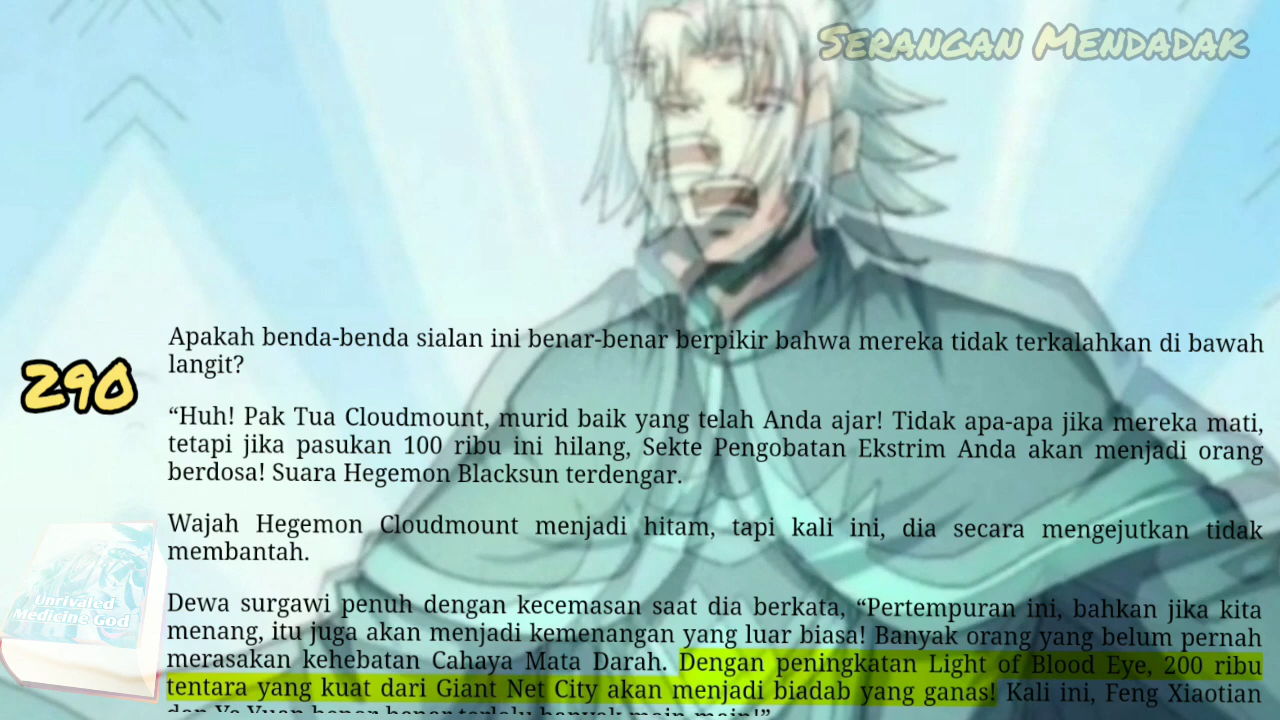 Serangan Mendadak
Apakah benda-benda sialan ini benar-benar berpikir bahwa mereka tidak terkalahkan di bawah
langit?
290
“Huh! Pak Tua Cloudmount, murid baik yang telah Anda ajar! Tidak apa-apa jika mereka mati,
tetapi jika pasukan 100 ribu ini hilang, Sekte Pengobatan Ekstrim Anda akan menjadi orang
berdosa! Suara Hegemon Blacksun terdengar.
Wajah Hegemon Cloudmount menjadi hitam, tapi kali ini, dia secara mengejutkan tidak
membantah.
Dewa surgawi penuh dengan kecemasan saat dia berkata, “Pertempuran ini, bahkan jika kita
menang, itu juga akan menjadi kemenangan yang luar biasa! Banyak orang yang belum pernah
merasakan kehebatan Cahaya Mata Darah. Dengan peningkatan Light of Blood Eye, 200 ribu
tentara yang kuat dari Giant Net City akan menjadi biadab yang ganas! Kali ini, Feng Xiaotian
Unrivaled
Medicine God